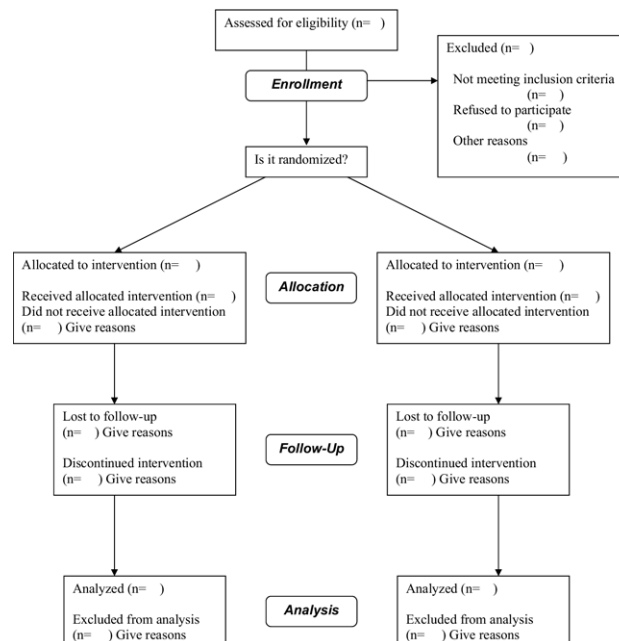 Assessed for eligibility (n=   )
Enrollment
Excluded (n=   )
Not meeting inclusion criteria
(n=   )
Refused to participate
(n=   )
Other reasons
(n=   )
Is it randomized?
Allocated to intervention (n=   )
Received allocated intervention (n=   )
Did not receive allocated intervention
(n=   ) Give reasons
Allocation
Allocated to intervention (n=   )
Received allocated intervention (n=   )
Did not receive allocated intervention
(n=   ) Give reasons
Lost to follow-up
(n=   ) Give reasons
Discontinued intervention
(n=   ) Give reasons
Follow-Up
Lost to follow-up
(n=   ) Give reasons
Discontinued intervention
(n=   ) Give reasons
Analyzed (n=   )
Excluded from analysis
(n=   ) Give reasons
Analysis
Analyzed (n=   )
Excluded from analysis
(n=   ) Give reasons